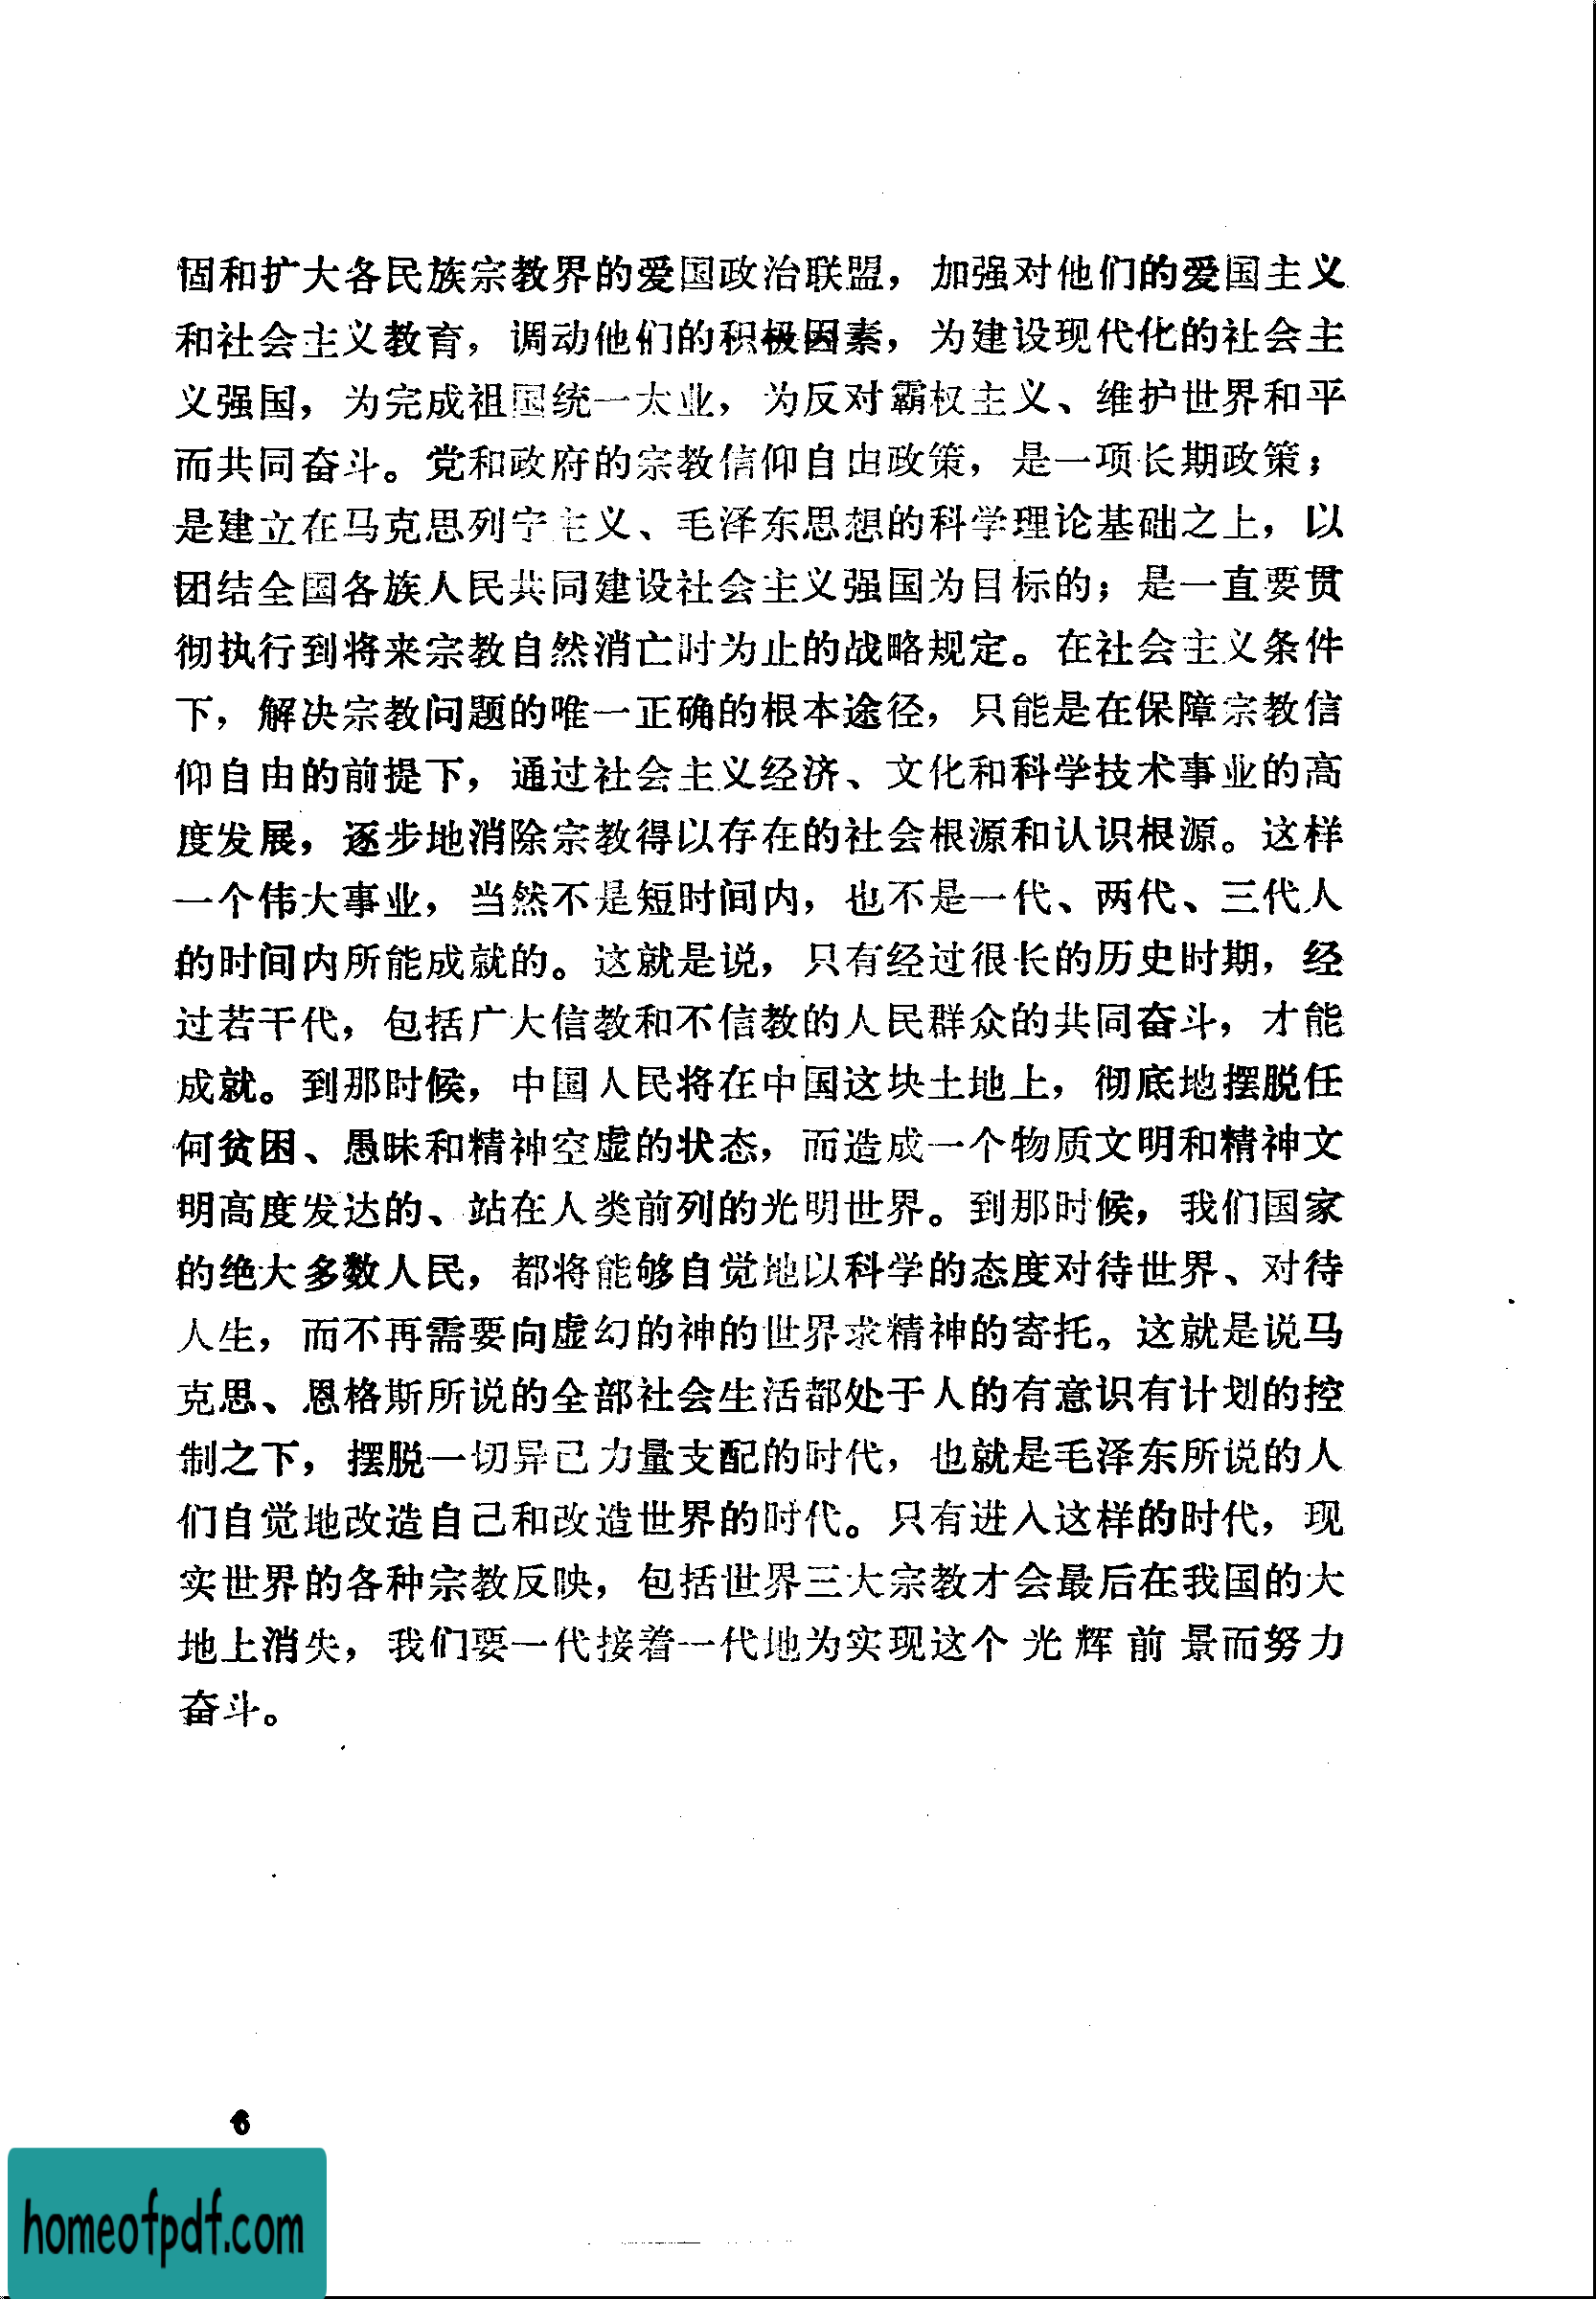 固和扩大各民族宗教界的爱国政治联盟，加强对他们的爱国主义
和社会主义教育，调动他们的积极因素，为建设现代化的社会主
义强国，为完成祖国统一大业，为反对霸权主义、维护世界和平
而共同奋斗。党和政府的宗教信仰自由政策，是一项长期政策；
是建立在马克思列宁主义、毛泽东思想的科学理论基础之上，以
团结全国各族人民共同建设社会主义强国为目标的；是一直要贯
彻执行到将来宗教自然消亡时为止的战略规定。在社会主义条件
下，解决宗教问题的唯一正确的根本途径，只能是在保障宗教信
仰自由的前提下，通过社会主义经济、文化和科学技术事业的高
度发展，逐步地消除宗教得以存在的社会根源和认识根源。这样
一个伟大事业，当然不是短时间内，也不是一代、两代、三代人
的时间内所能成就的。这就是说，只有经过很长的历史时期，经
过若干代，包括广大信教和不信教的人民群众的共同奋斗，才能
成就。到那时候，中国人民将在中国这块土地上，彻底地摆脱任
何贫困、愚昧和精神空虚的状态，而造成一个物质文明和精神文
明高度发达的、站在人类前列的光明世界。到那时候，我们国家
的绝大多数人民，都将能够自觉地以科学的态度对待世界、对待
人生，而不再需要向虚幻的神的世界求精神的寄托。这就是说马
克思、恩格斯所说的全部社会生活都处于人的有意识有计划的控
制之下，摆脱一切异己力量支配的时代，也就是毛泽东所说的人
们自觉地改造自己和改造世界的时代。只有进入这样的时代，现
实世界的各种宗教反映，包括世界三大宗教才会最后在我国的大
地上消失，我们要一代接着一代地为实现这个光辉前景而努力
奋斗。
6
homeofpdf.com